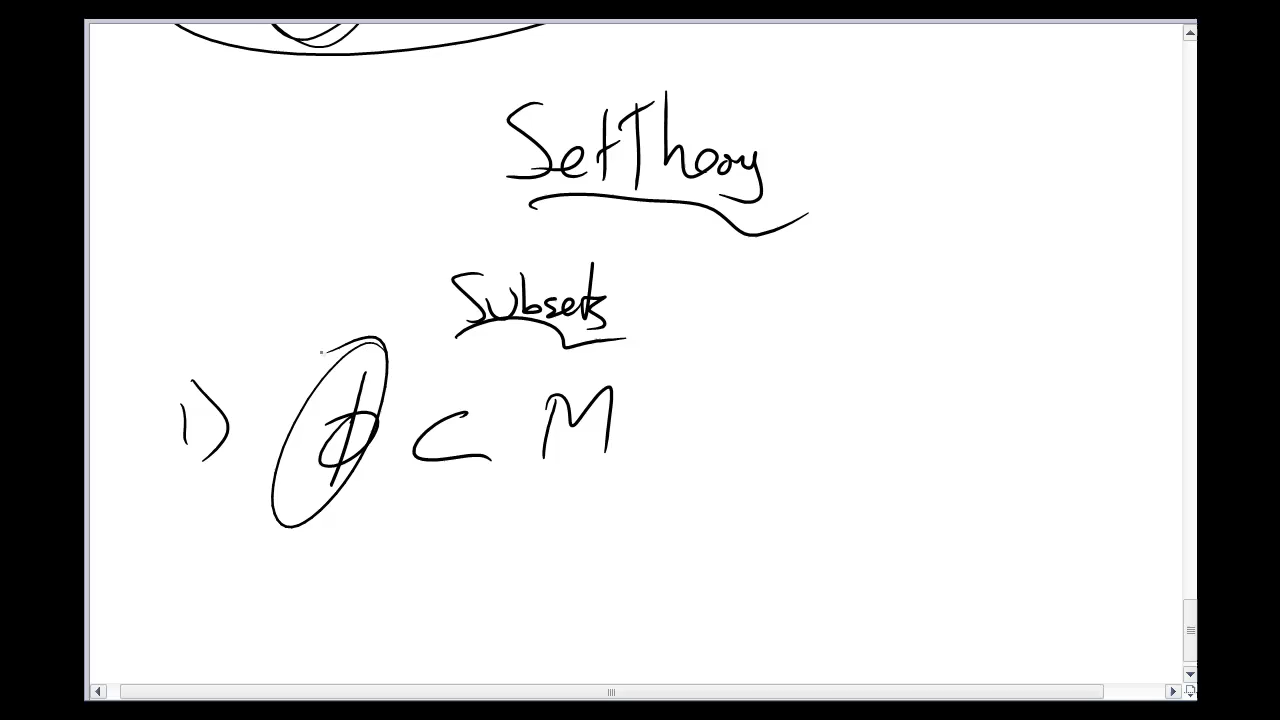 Set Theory
Subsets
1) ϕ ⊂ M